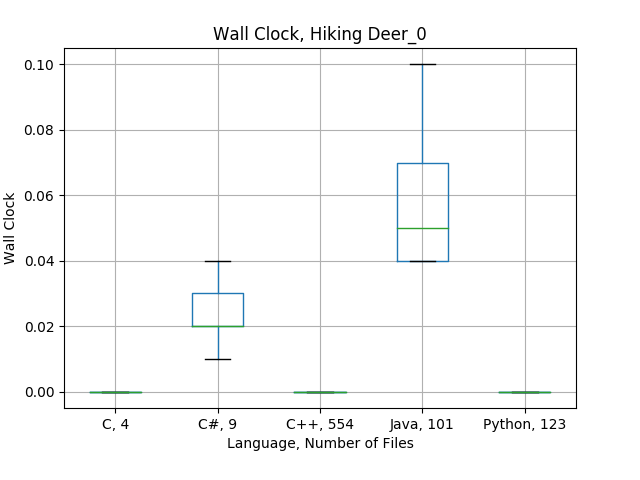 Wall Clock, Hiking Deer_0
0.10
0.08
0.06
0.04
0.02
0.00
Wall Clock
C, 4 C#, 9 C++, 554 Java, 101 Python, 123
Language, Number of Files